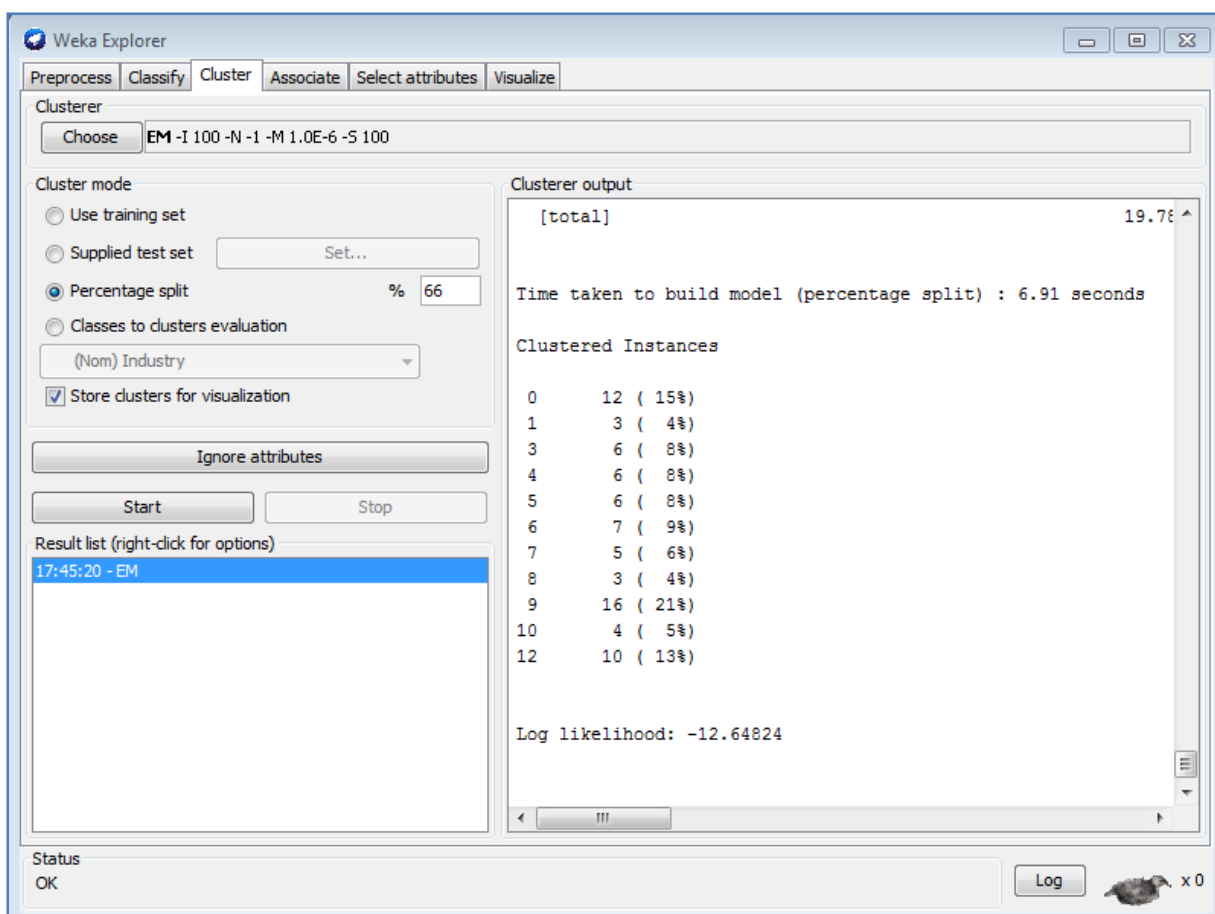 Weka Explorer
Preprocess Classify Cluster Associate Select attributes Visualize
Clusterer
Choose EM -I 100 -N -1 -M 1.0E-6 -S 100
Cluster mode
Use training set
Supplied test set Set...
Percentage split % 66
Classes to clusters evaluation
(Nom) Industry
Store clusters for visualization
Ignore attributes
Start Stop
Result list (right-click for options)
17:45:20 - EM
Clusterer output
[total] 19.78
Time taken to build model (percentage split) : 6.91 seconds
Clustered Instances
0 12 ( 15%)
1 3 ( 4%)
3 6 ( 8%)
4 6 ( 8%)
5 6 ( 8%)
6 7 ( 9%)
7 5 ( 6%)
8 3 ( 4%)
9 16 ( 21%)
10 4 ( 5%)
12 10 ( 13%)
Log likelihood: -12.64824
Status
OK
Log x 0